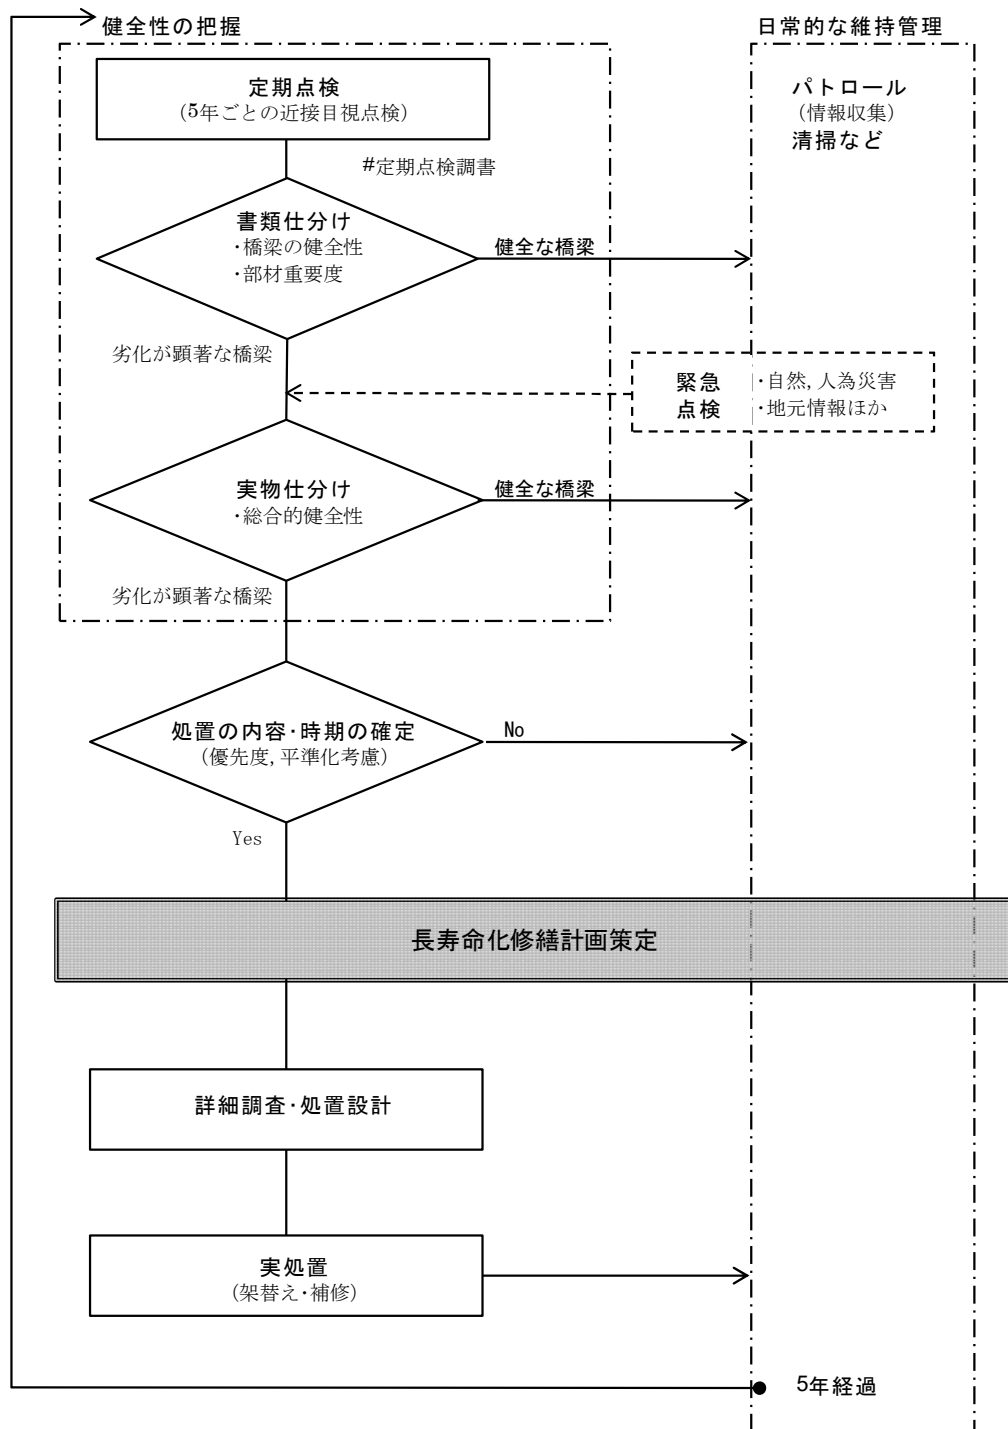 健全性の把握
日常的な維持管理
定期点検
(5年ごとの近接目視点検)
パトロール
(情報収集)
清掃など
#定期点検調書
書類仕分け
・橋梁の健全性
・部材重要度
健全な橋梁
劣化が顕著な橋梁
緊急
点検
・自然,人為災害
・地元情報ほか
実物仕分け
・総合的健全性
健全な橋梁
劣化が顕著な橋梁
処置の内容・時期の確定
(優先度,平準化考慮)
No
Yes
長寿命化修繕計画策定
詳細調査・処置設計
実処置
(架替え・補修)
5年経過